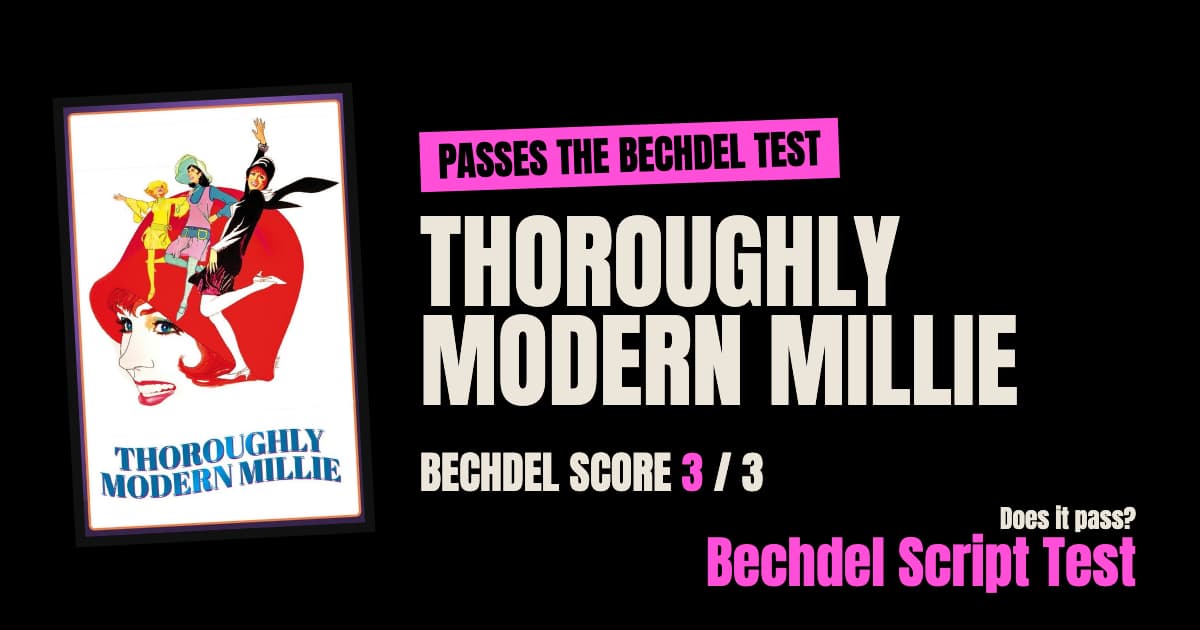 PASSES THE BECHDEL TEST
THOROUGHLY
MODERN MILLIE
BECHDEL SCORE 3 / 3
THOROUGHLY
MODERN MILLIE
Does it pass?
Bechdel Script Test